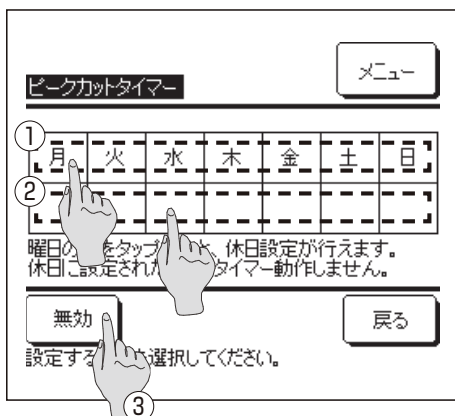 メニュー
ピークカットタイマー
①
月 火 水 木 金 土 日
②
曜日の をタップ 、休日設定が行えます。
休日に設定され タイマー動作しません。
無効 戻る
設定する を選択してください。
③